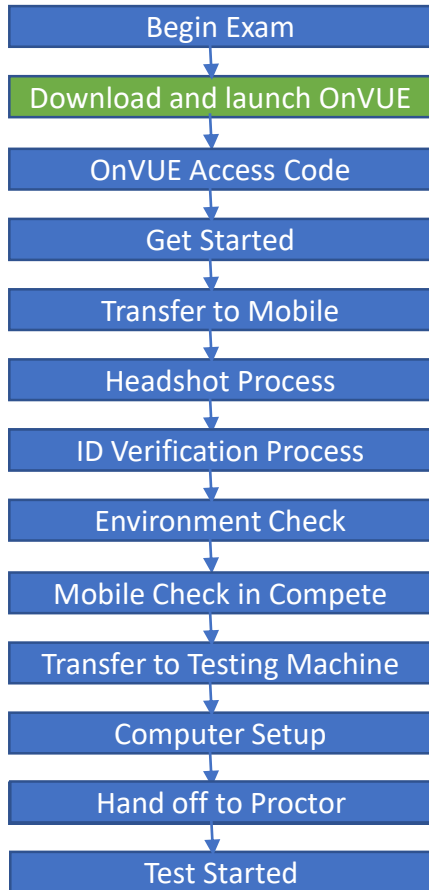 Begin Exam
Download and launch OnVUE
OnVUE Access Code
Get Started
Transfer to Mobile
Headshot Process
ID Verification Process
Environment Check
Mobile Check in Compete
Transfer to Testing Machine
Computer Setup
Hand off to Proctor
Test Started